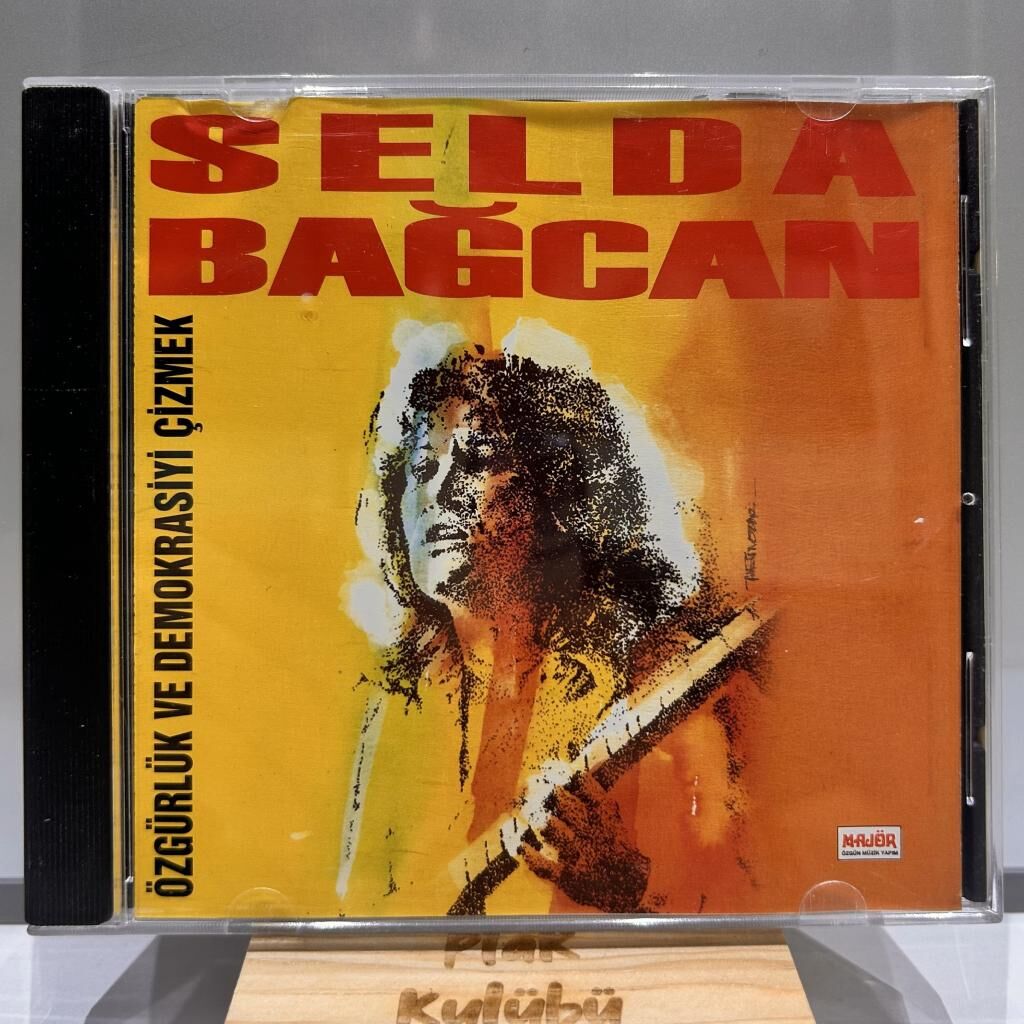 SELDA
BAĞCAN
ÖZGÜRLÜK VE DEMOKRASİYİ ÇİZMEK
MAJÖR
ÖZGÜN MÜZİK YAPIM
Plak
Kulübü